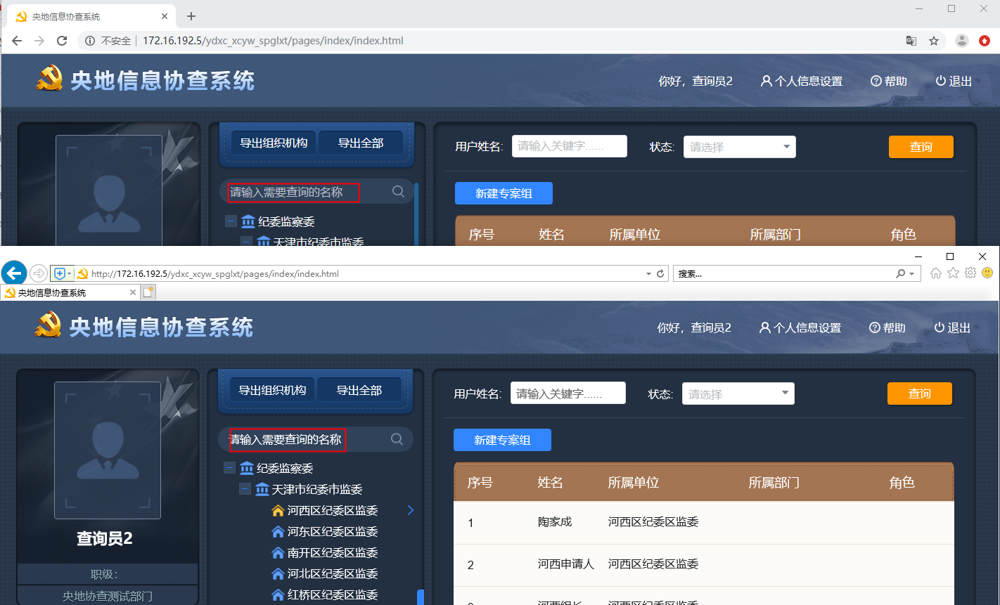 央地信息协查系统
不安全 172.16.192.5/ydxc_xcyw_spglxt/pages/index/index.html
央地信息协查系统
你好，查询员2 个人信息设置 帮助 退出
导出组织机构 导出全部
用户姓名: 请输入关键字...... 状态: 请选择 查询
请输入需要查询的名称
新建专案组
纪委监察委
天津市纪委市监委
序号 姓名 所属单位 所属部门 角色
http://172.16.192.5/ydxc_xcyw_spglxt/pages/index/index.html 搜索...
央地信息协查系统
央地信息协查系统
你好，查询员2 个人信息设置 帮助 退出
导出组织机构 导出全部
用户姓名: 请输入关键字...... 状态: 请选择 查询
请输入需要查询的名称
新建专案组
纪委监察委
天津市纪委市监委
河西区纪委区监委
河东区纪委区监委
南开区纪委区监委
河北区纪委区监委
红桥区纪委区监委
序号 姓名 所属单位 所属部门 角色
1 陶家成 河西区纪委区监委
2 河西申请人 河西区纪委区监委
河西组长 河西区纪委区监委
查询员2
职级：
央地协查测试部门